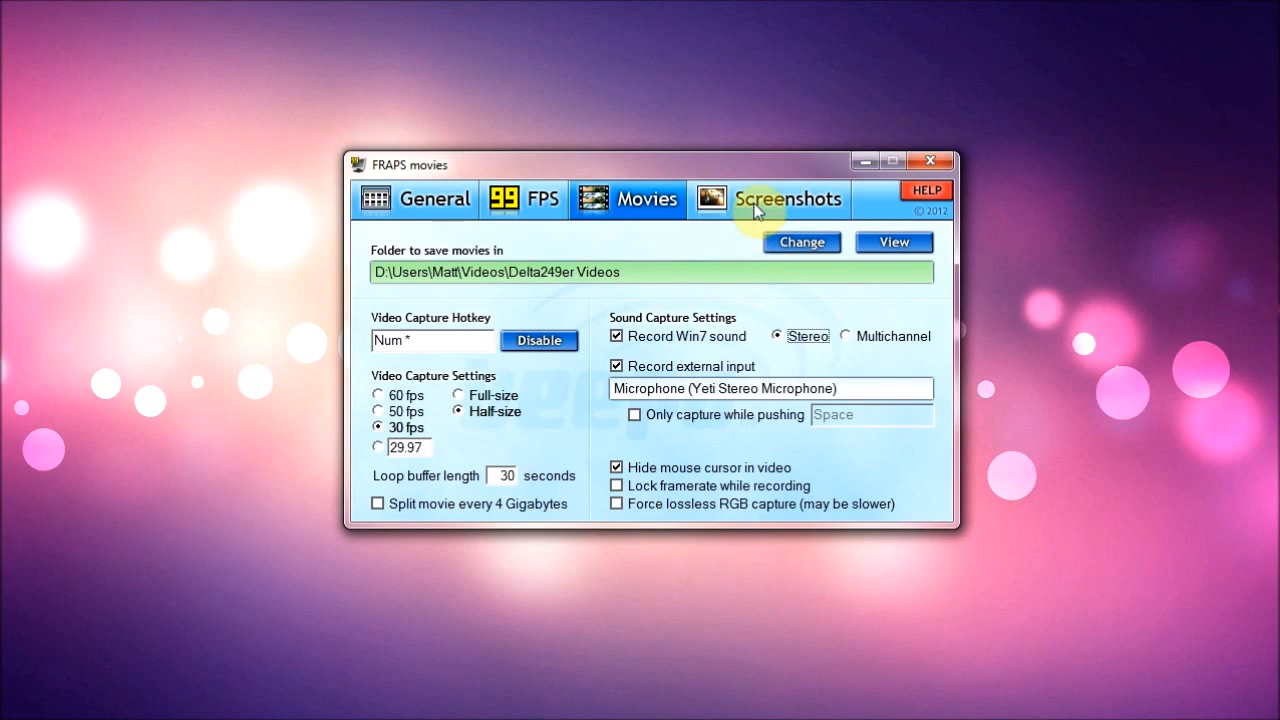 FRAPS movies
General 99 FPS Movies Screenshots HELP
© 2012
Change View
Folder to save movies in
D:\Users\Matt\Videos\Delta249er Videos
Video Capture Hotkey
Num * Disable
Video Capture Settings
60 fps Full-size
50 fps Half-size
30 fps
29.97
Loop buffer length 30 seconds
Split movie every 4 Gigabytes
Sound Capture Settings
Record Win7 sound Stereo Multichannel
Record external input
Microphone (Yeti Stereo Microphone)
Only capture while pushing Space
Hide mouse cursor in video
Lock framerate while recording
Force lossless RGB capture (may be slower)